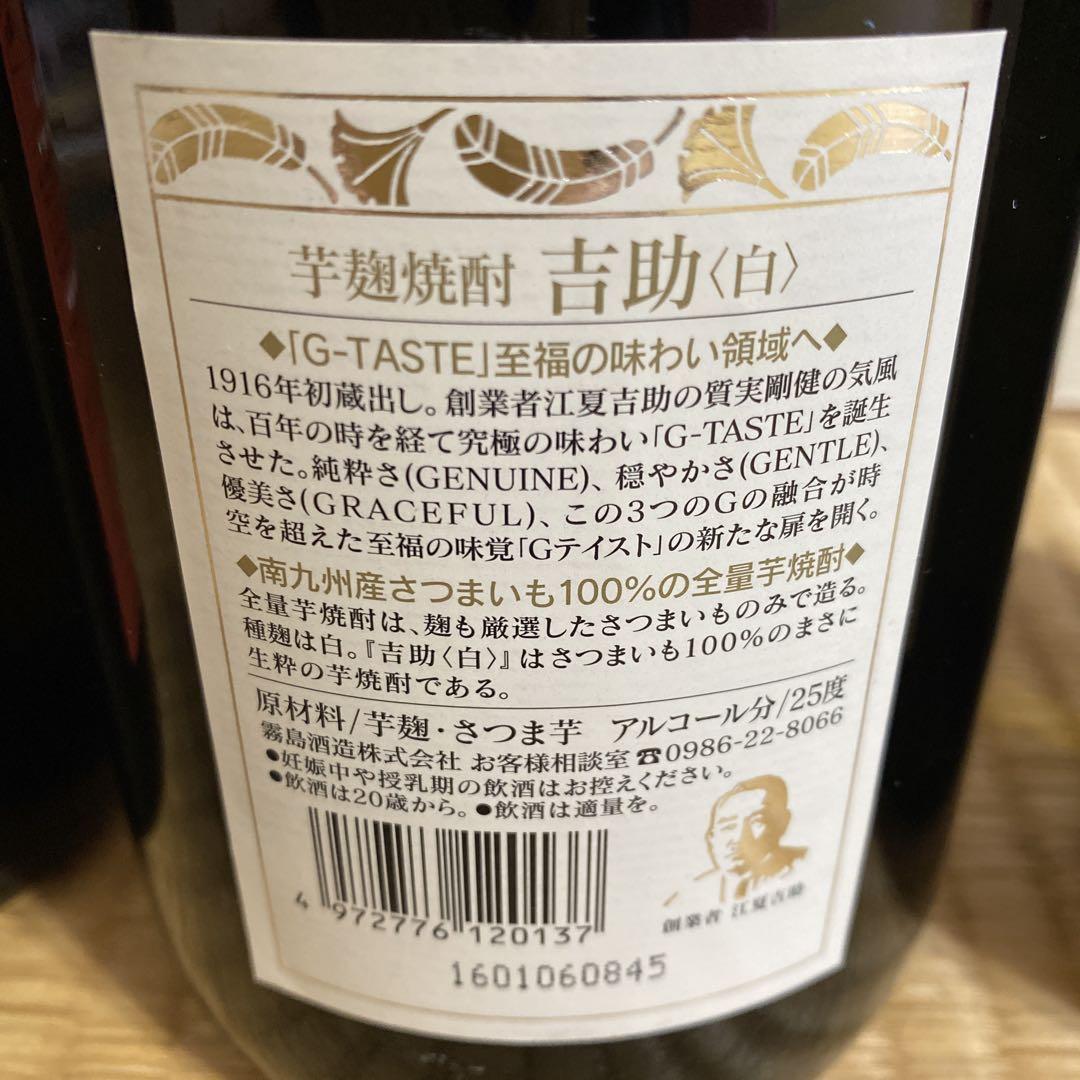 芋麹焼酎 吉助〈白〉
◆「G-TASTE」至福の味わい領域へ◆
1916年初蔵出し。創業者江夏吉助の質実剛健の気風
は、百年の時を経て究極の味わい「G-TASTE」を誕生
させた。純粋さ(GENUINE)、穏やかさ(GENTLE)、
優美さ(GRACEFUL)、この3つのGの融合が時
空を超えた至福の味覚「Gテイスト」の新たな扉を開く。
◆南九州産さつまいも100%の全量芋焼酎◆
全量芋焼酎は、麹も厳選したさつまいものみで造る。
種麹は白。『吉助〈白〉』はさつまいも100%のまさに
生粋の芋焼酎である。
原材料/芋麹・さつま芋 アルコール分/25度
霧島酒造株式会社 お客様相談室 ☎0986-22-8066
●妊娠中や授乳期の飲酒はお控えください。
●飲酒は20歳から。●飲酒は適量を。
4 972776 120137
創業者 江夏吉助
1601060845